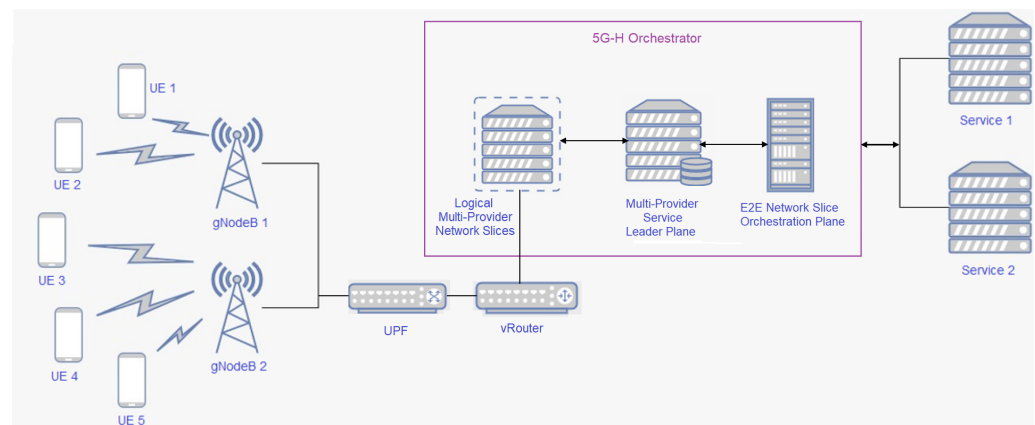 5G-H Orchestrator
UE 1
UE 2
gNodeB 1
UE 3
UE 4
gNodeB 2
UE 5
UPF
vRouter
Logical
Multi-Provider
Network Slices
Multi-Provider
Service
Leader Plane
E2E Network Slice
Orchestration Plane
Service 1
Service 2